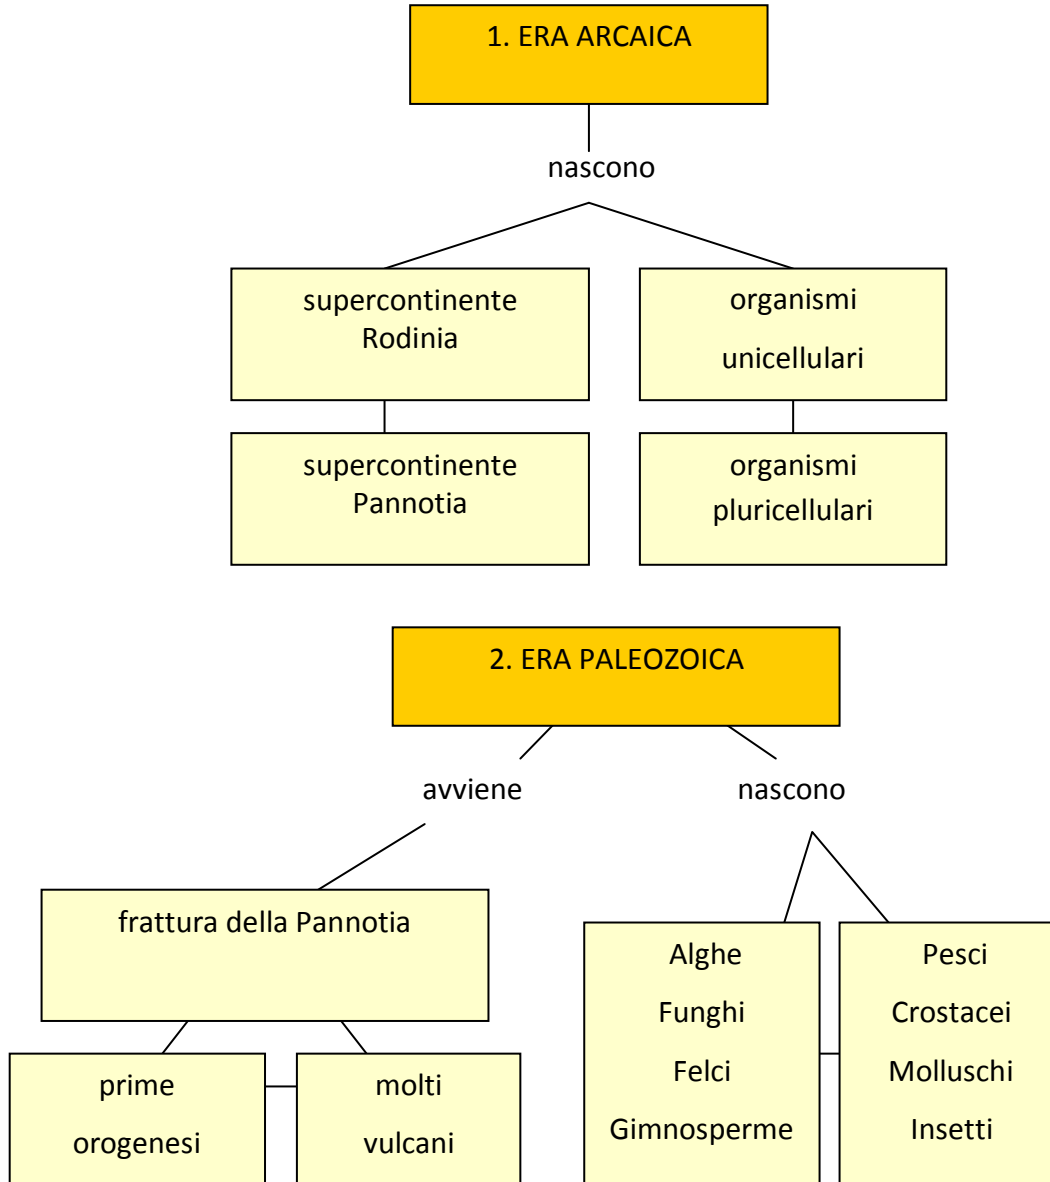 1. ERA ARCAICA
nascono
supercontinente
Rodinia
organismi
unicellulari
supercontinente
Pannotia
organismi
pluricellulari
2. ERA PALEOZOICA
avviene
nascono
frattura della Pannotia
prime
orogenesi
molti
vulcani
Alghe
Funghi
Felci
Gimnosperme
Pesci
Crostacei
Molluschi
Insetti